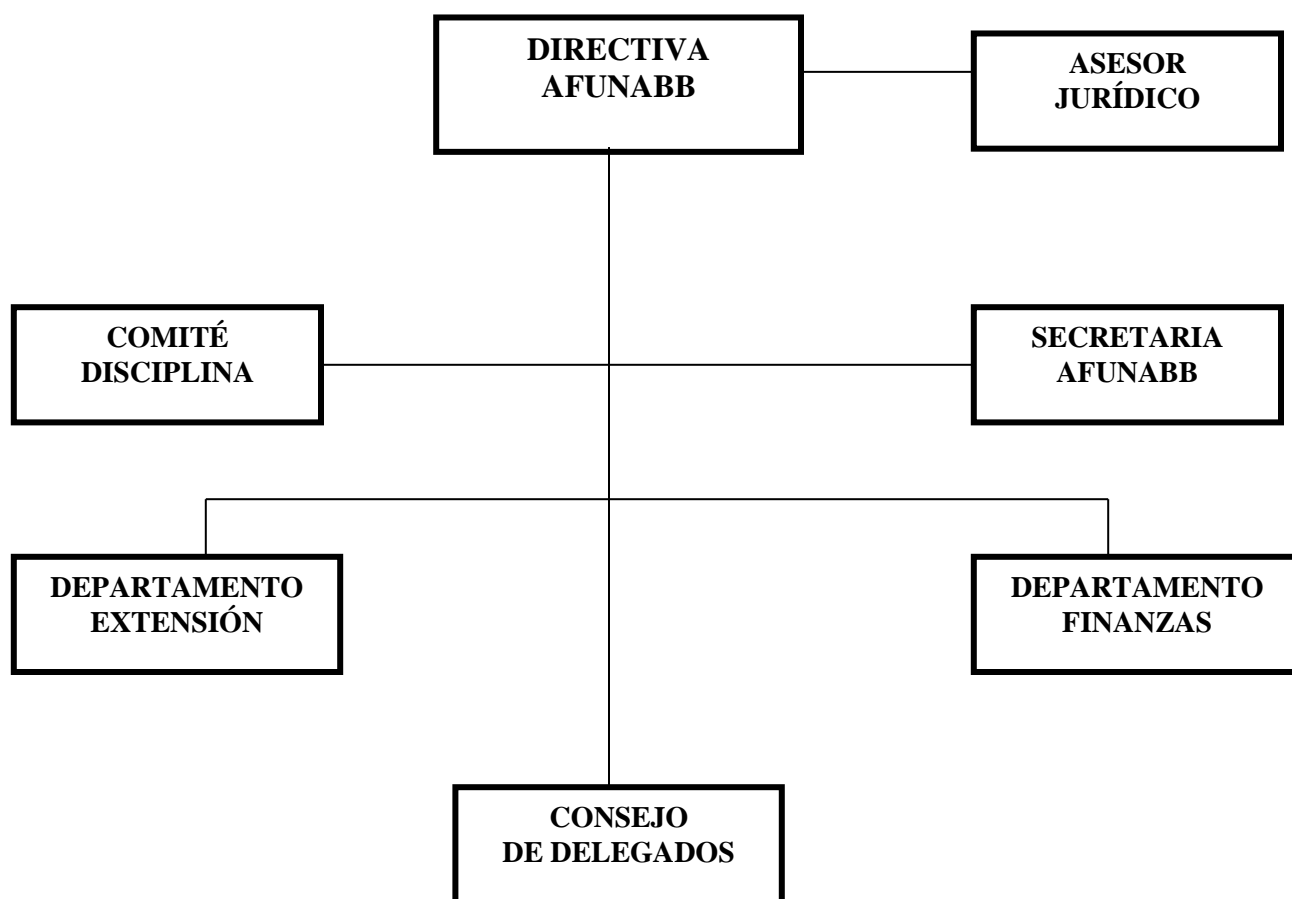 DIRECTIVA
AFUNABB
ASESOR
JURÍDICO
COMITÉ
DISCIPLINA
SECRETARIA
AFUNABB
DEPARTAMENTO
EXTENSIÓN
DEPARTAMENTO
FINANZAS
CONSEJO
DE DELEGADOS